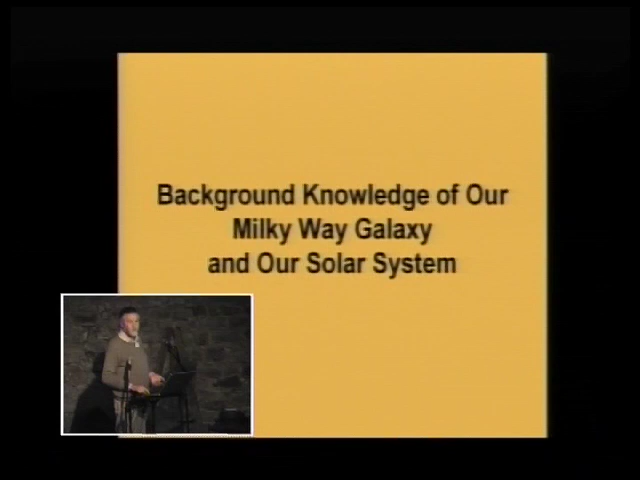 Background Knowledge of Our
Milky Way Galaxy
and Our Solar System